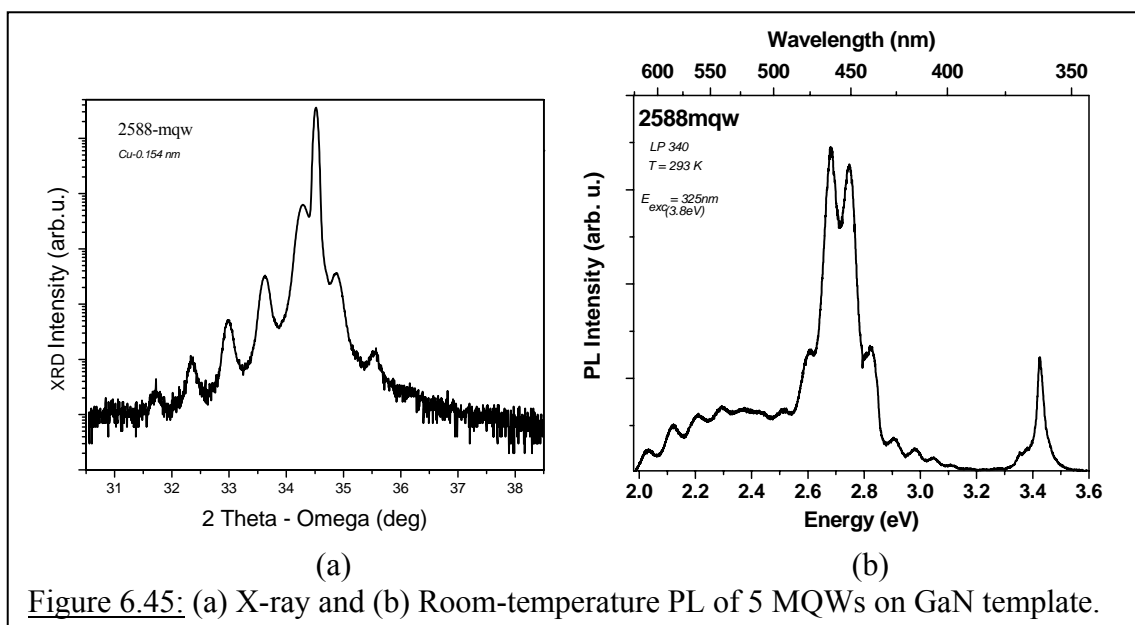 2588-mqw
Cu-0.154 nm
XRD Intensity (arb.u.)
31 32 33 34 35 36 37 38
2 Theta - Omega (deg)
(a)
Wavelength (nm)
600 550 500 450 400 350
2588mqw
LP 340
T = 293 K
E exc = 325nm
(3.8eV)
PL Intensity (arb. u.)
2.0 2.2 2.4 2.6 2.8 3.0 3.2 3.4 3.6
Energy (eV)
(b)
Figure 6.45: (a) X-ray and (b) Room-temperature PL of 5 MQWs on GaN template.